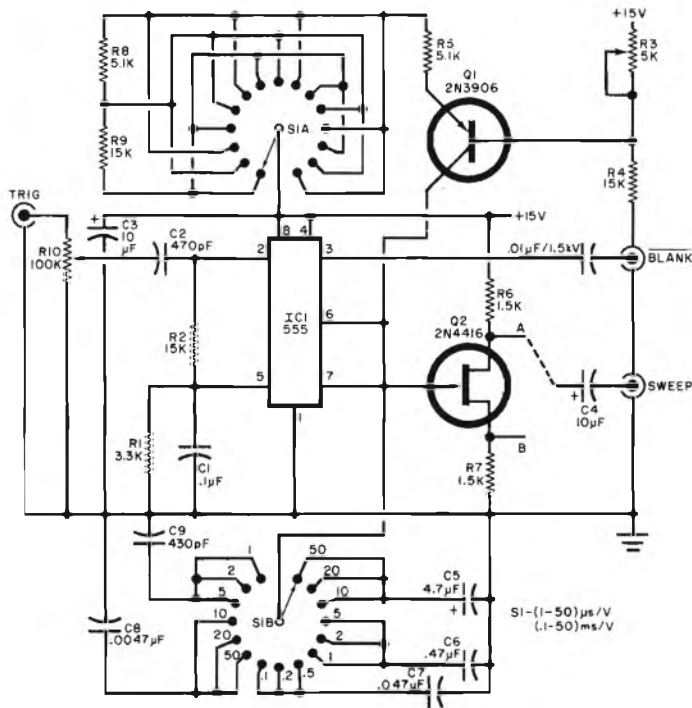 R8
5.1K
R9
15K
S1A
R5
5.1K
Q1
2N3906
+15V
R3
5K
R4
15K
TRIG
R10
100K
+
C3
10
μF
C2
470pF
8
4
2
3
IC1
555
6
5
7
1
+15V
.01μF/1.5kV
BLANK
R6
1.5K
Q2
2N4416
A
B
SWEEP
+
C4
10μF
R2
15K
R1
3.3K
C1
.1μF
R7
1.5K
C9
430pF
C8
.0047μF
1
2
5
10
20
50
.1
.2
.5
1
2
5
10
20
50
S1B
C5
4.7μF
+
C6
.47μF
C7
.047μF
S1-(1-50)μs/V
(.1-50)ms/V